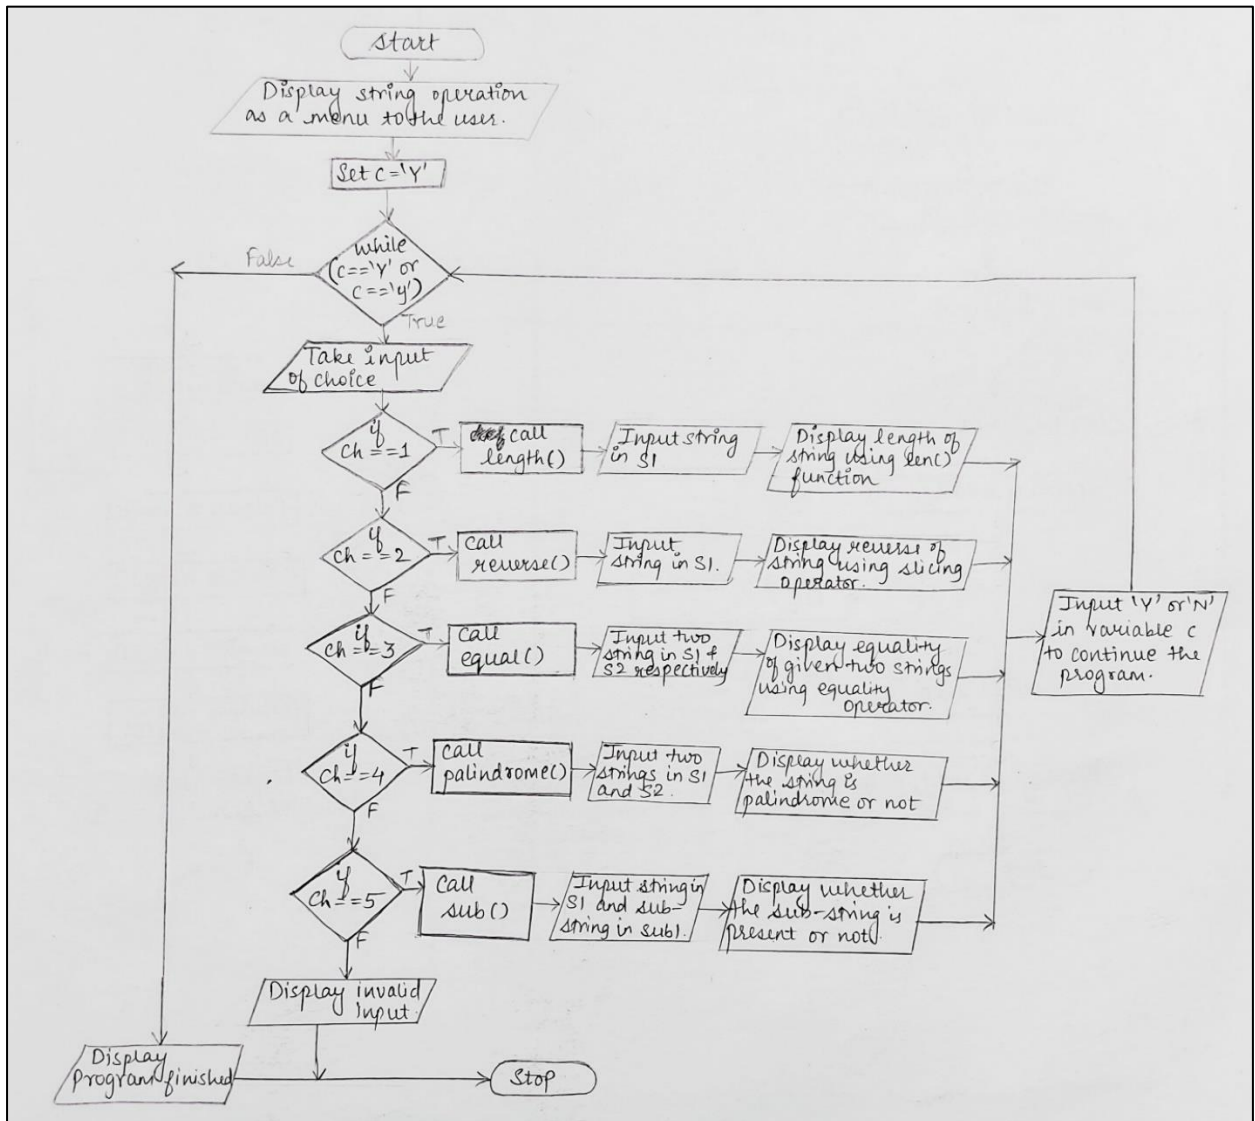 Start
Display string operation
as a menu to the user.
Set c='Y'
while
(c=='Y' or
c=='y')
False
True
Take input
of choice
if
ch==1
T
F
call
length()
Input string
in S1
Display length of
string using len()
function
if
ch==2
T
F
Call
reverse()
Input
string in S1.
Display reverse of
string using slicing
operator.
if
ch==3
T
F
Call
equal()
Input two
string in S1 &
S2 respectively
Display equality
of given two strings
using equality
operator.
Input 'Y' or 'N'
in variable c
to continue the
program.
if
ch==4
T
F
Call
palindrome()
Input two
strings in S1
and S2.
Display whether
the string is
palindrome or not
if
ch==5
T
F
Call
sub()
Input string in
S1 and sub-
string in sub1.
Display whether
the sub-string is
present or not.
Display invalid
Input.
Display
Program finished
Stop